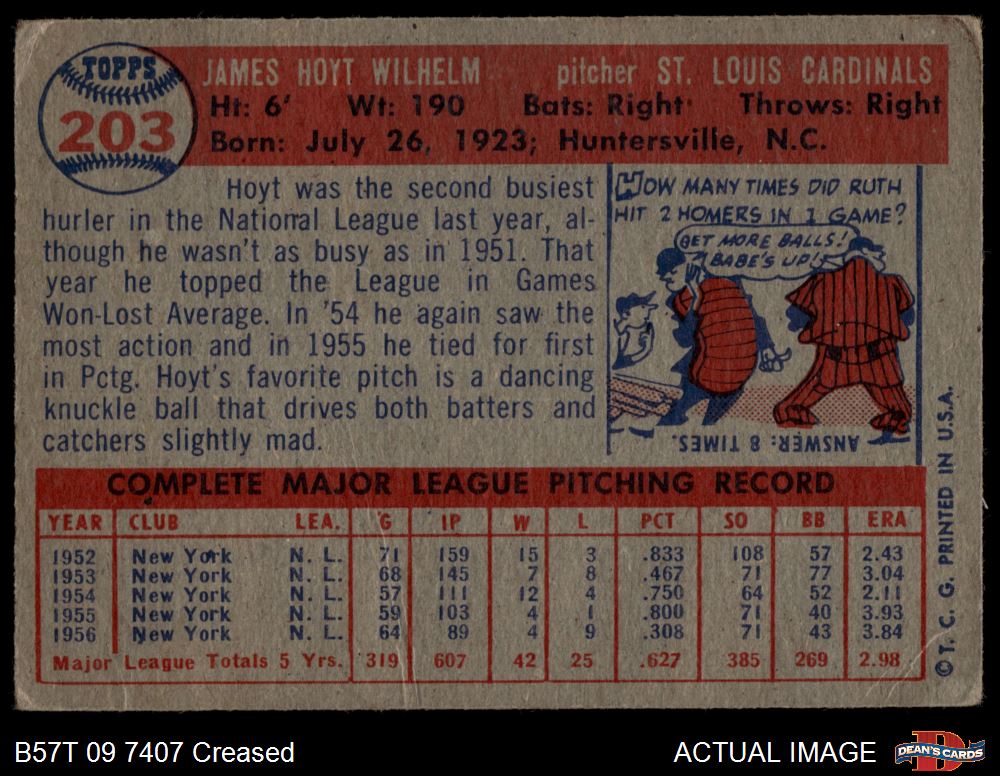 TOPPS
203
JAMES HOYT WILHELM pitcher ST. LOUIS CARDINALS
Ht: 6' Wt: 190 Bats: Right Throws: Right
Born: July 26, 1923; Huntersville, N.C.
Hoyt was the second busiest
hurler in the National League last year, al-
though he wasn't as busy as in 1951. That
year he topped the League in Games
Won-Lost Average. In '54 he again saw the
most action and in 1955 he tied for first
in Pctg. Hoyt's favorite pitch is a dancing
knuckle ball that drives both batters and
catchers slightly mad.
HOW MANY TIMES DID RUTH
HIT 2 HOMERS IN 1 GAME?
GET MORE BALLS!
BABE'S UP!
ANSWER: 8 TIMES.
COMPLETE MAJOR LEAGUE PITCHING RECORD
YEAR CLUB LEA. G IP W L PCT SO BB ERA
1952 New York N. L. 71 159 15 3 .833 108 57 2.43
1953 New York N. L. 68 145 7 8 .467 71 77 3.04
1954 New York N. L. 57 111 12 4 .750 64 52 2.11
1955 New York N. L. 59 103 4 1 .800 71 40 3.93
1956 New York N. L. 64 89 4 9 .308 71 43 3.84
Major League Totals 5 Yrs. 319 607 42 25 .627 385 269 2.98
© T. C. G. PRINTED IN U.S.A.
B57T 09 7407 Creased
ACTUAL IMAGE
D
DEAN'S CARDS